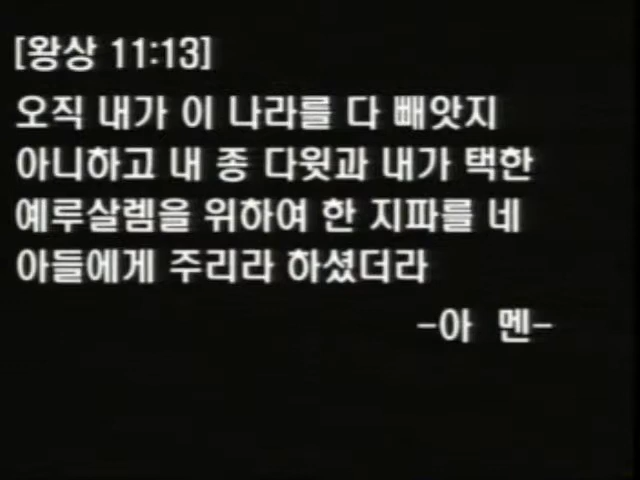 [왕상 11:13]
오직 내가 이 나라를 다 빼앗지
아니하고 내 종 다윗과 내가 택한
예루살렘을 위하여 한 지파를 네
아들에게 주리라 하셨더라
-아 멘-